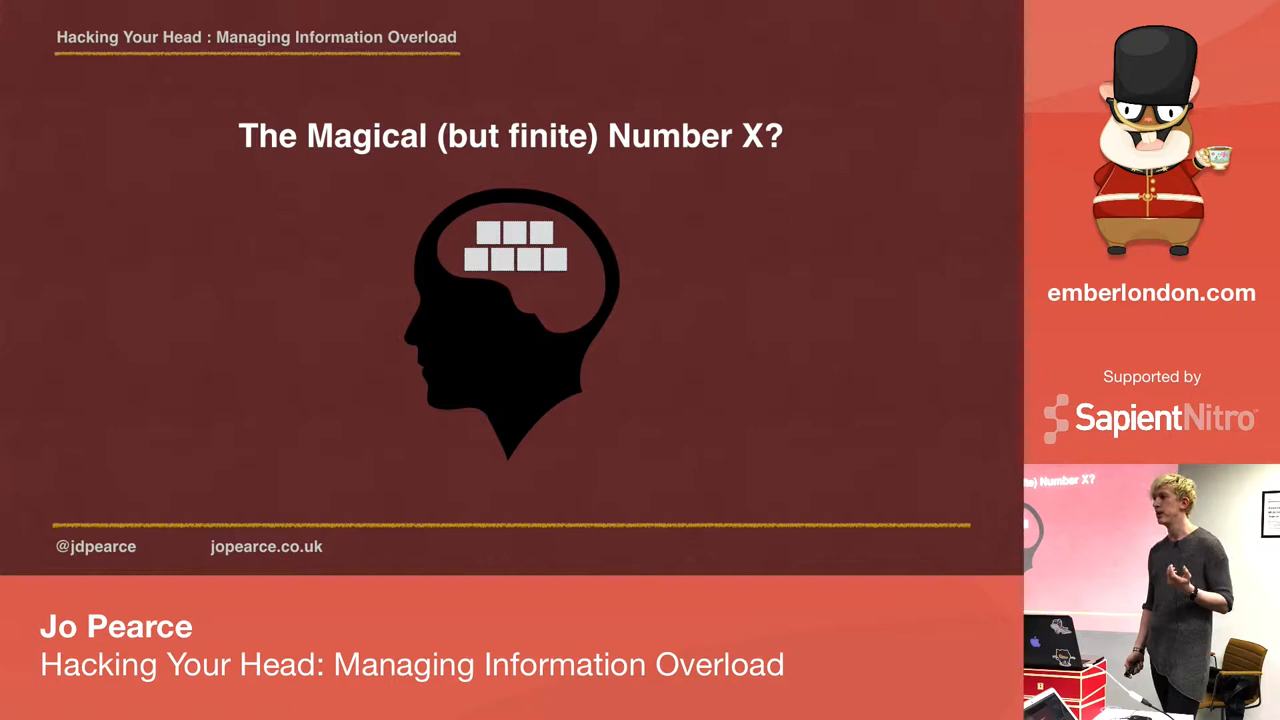 Hacking Your Head : Managing Information Overload
The Magical (but finite) Number X?
@jdpearce
jopearce.co.uk
Jo Pearce
Hacking Your Head: Managing Information Overload
emberlondon.com
Supported by
SapientNitro
Number X?